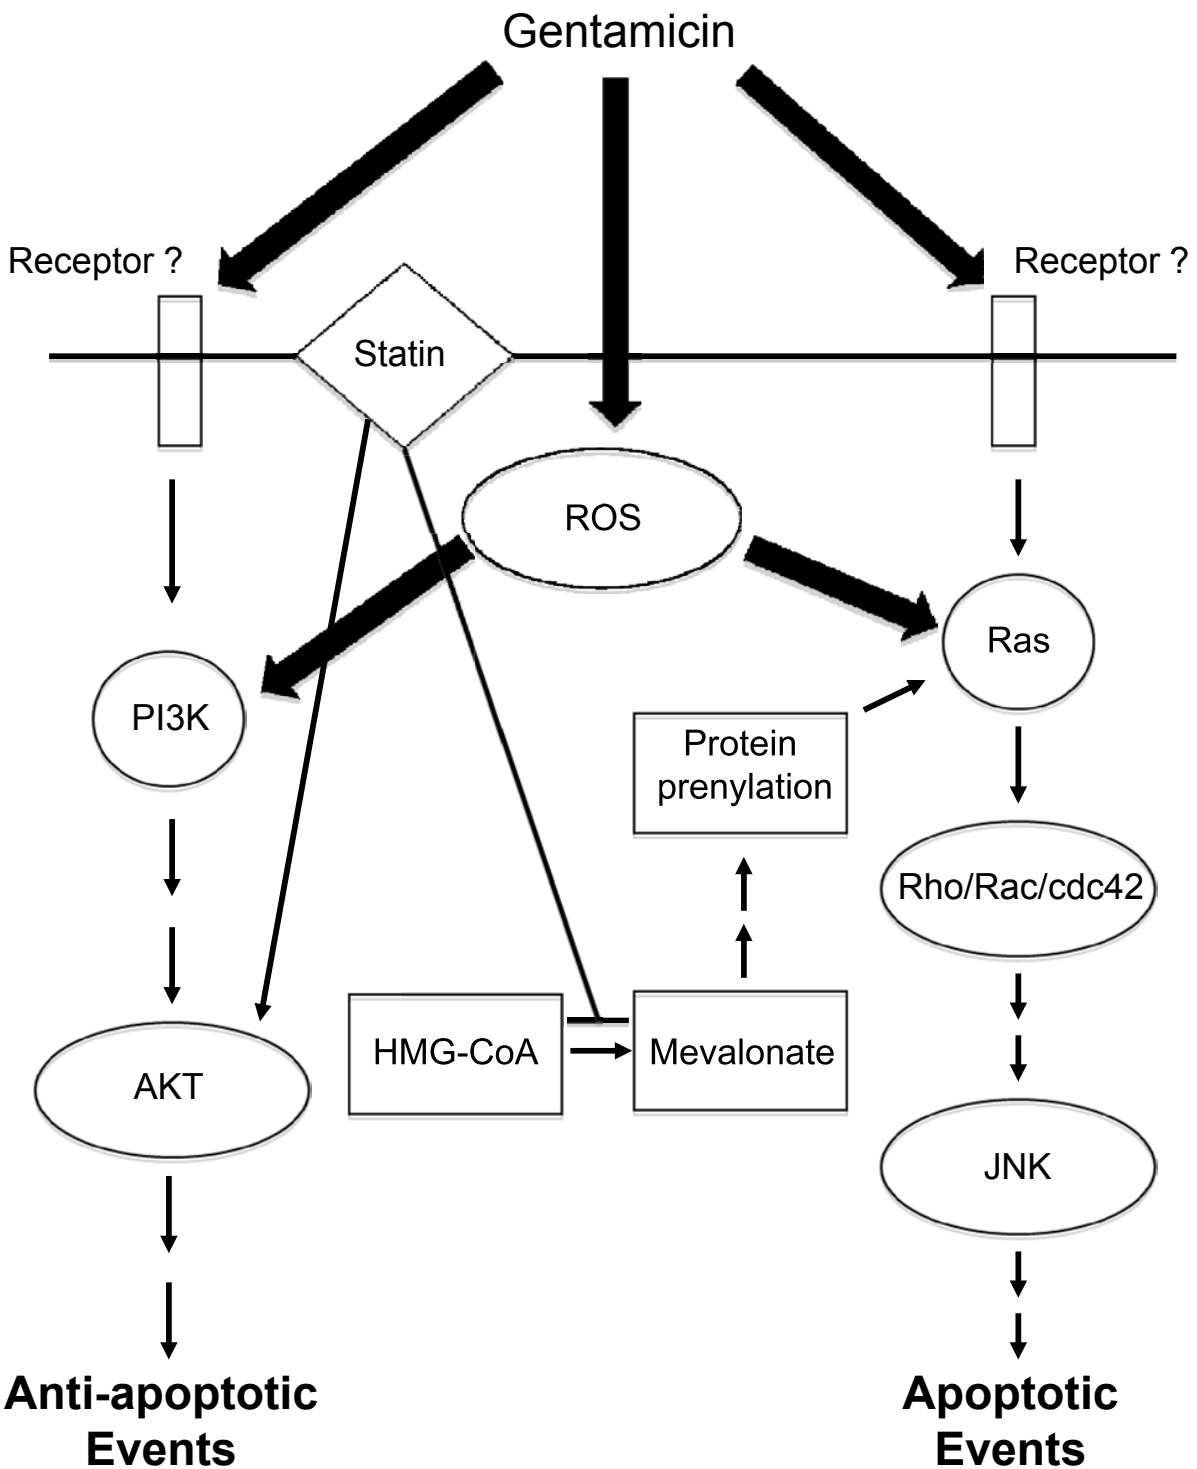 Gentamicin
Receptor ?
Receptor ?
Statin
ROS
Ras
PI3K
Protein
prenylation
Rho/Rac/cdc42
HMG-CoA
Mevalonate
AKT
JNK
Anti-apoptotic
Events
Apoptotic
Events